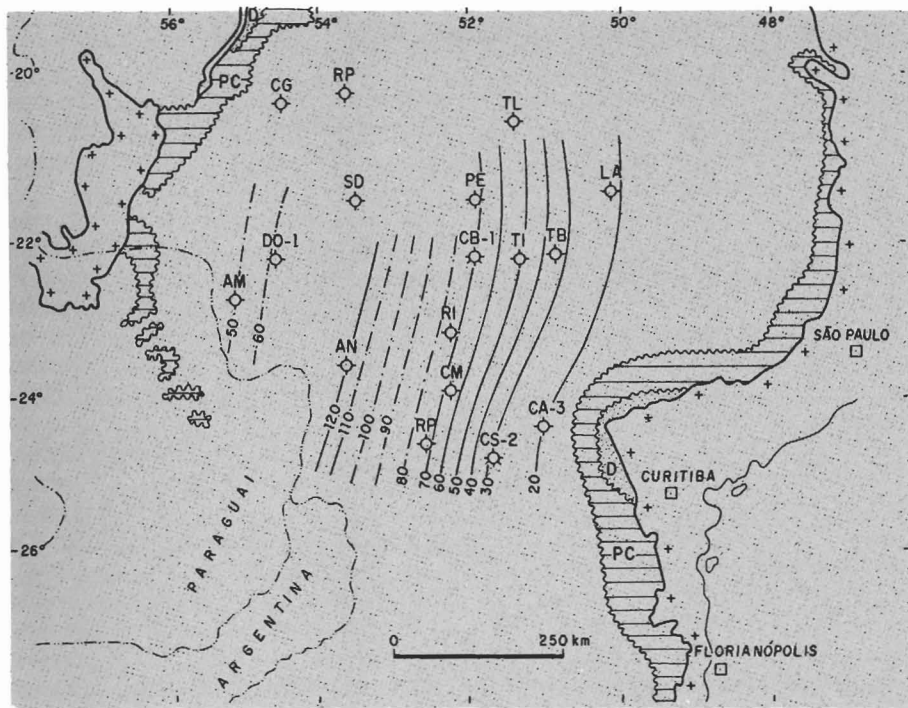 56° 54° 52° 50° 48°
D
-20°
PC
CG
RP
TL
SD
PE
LA
-22°
DO-1
CB-1
TI
TB
AM
RI
SÃO PAULO
50
60
AN
CM
-24°
120
110
100
90
80
RP
70
60
50
40
30
CS-2
CA-3
20
D
CURITIBA
PARAGUAI
-26°
PC
ARGENTINA
0 250 km
FLORIANÓPOLIS